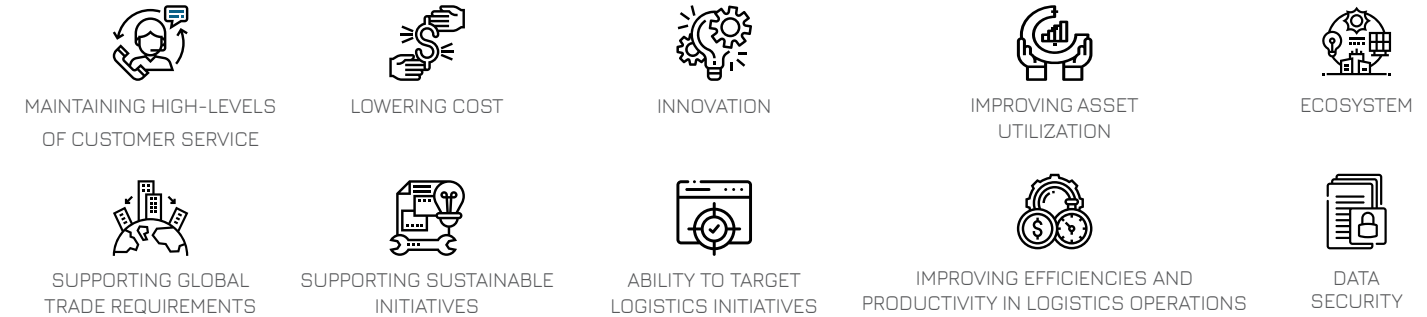 MAINTAINING HIGH-LEVELS
OF CUSTOMER SERVICE
LOWERING COST
INNOVATION
IMPROVING ASSET
UTILIZATION
ECOSYSTEM
SUPPORTING GLOBAL
TRADE REQUIREMENTS
SUPPORTING SUSTAINABLE
INITIATIVES
ABILITY TO TARGET
LOGISTICS INITIATIVES
IMPROVING EFFICIENCIES AND
PRODUCTIVITY IN LOGISTICS OPERATIONS
DATA
SECURITY